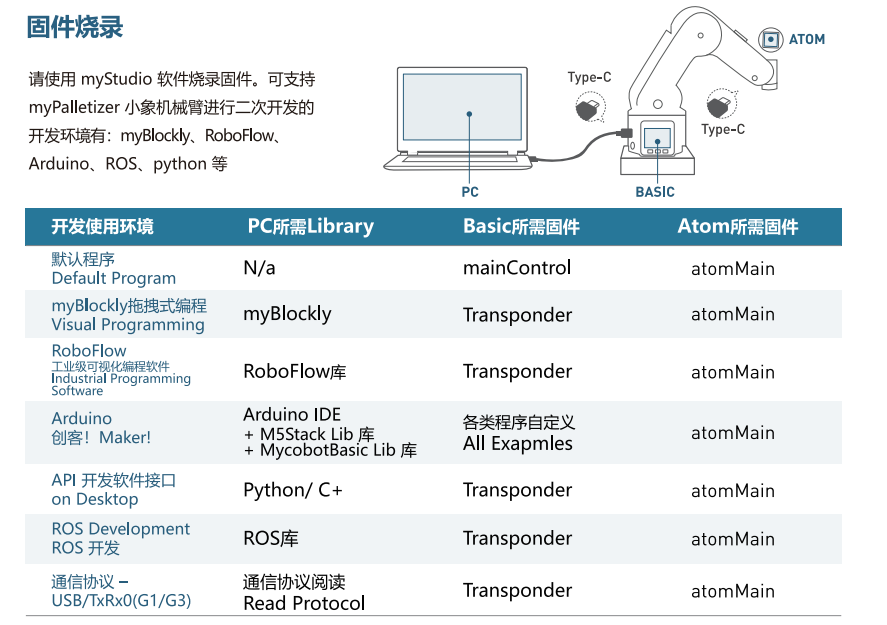 固件烧录
请使用 myStudio 软件烧录固件。可支持
myPalletizer 小象机械臂进行二次开发的
开发环境有：myBlockly、RoboFlow、
Arduino、ROS、python 等
ATOM
Type-C
Type-C
PC
BASIC
开发使用环境 PC所需Library Basic所需固件 Atom所需固件
默认程序
Default Program
N/a
mainControl
atomMain
myBlockly拖拽式编程
Visual Programming
myBlockly
Transponder
atomMain
RoboFlow
工业级可视化编程软件
Industrial Programming
Software
RoboFlow库
Transponder
atomMain
Arduino
创客！Maker!
Arduino IDE
+ M5Stack Lib 库
+ MycobotBasic Lib 库
各类程序自定义
All Exapmles
atomMain
API 开发软件接口
on Desktop
Python/ C+
Transponder
atomMain
ROS Development
ROS 开发
ROS库
Transponder
atomMain
通信协议 –
USB/TxRx0(G1/G3)
通信协议阅读
Read Protocol
Transponder
atomMain